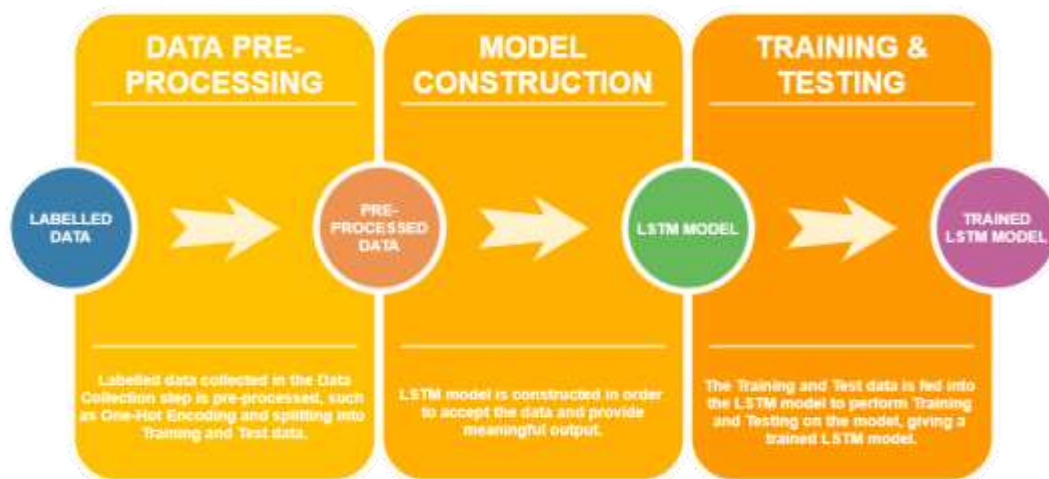 DATA PRE-
PROCESSING
MODEL
CONSTRUCTION
TRAINING &
TESTING
LABELLED
DATA
PRE-
PROCESSED
DATA
LSTM MODEL
TRAINED
LSTM MODEL
Labelled data collected in the Data
Collection step is pre-processed, such
as One-Hot Encoding and splitting into
Training and Test data.
LSTM model is constructed in order
to accept the data and provide
meaningful output.
The Training and Test data is fed into
the LSTM model to perform Training
and Testing on the model, giving a
trained LSTM model.